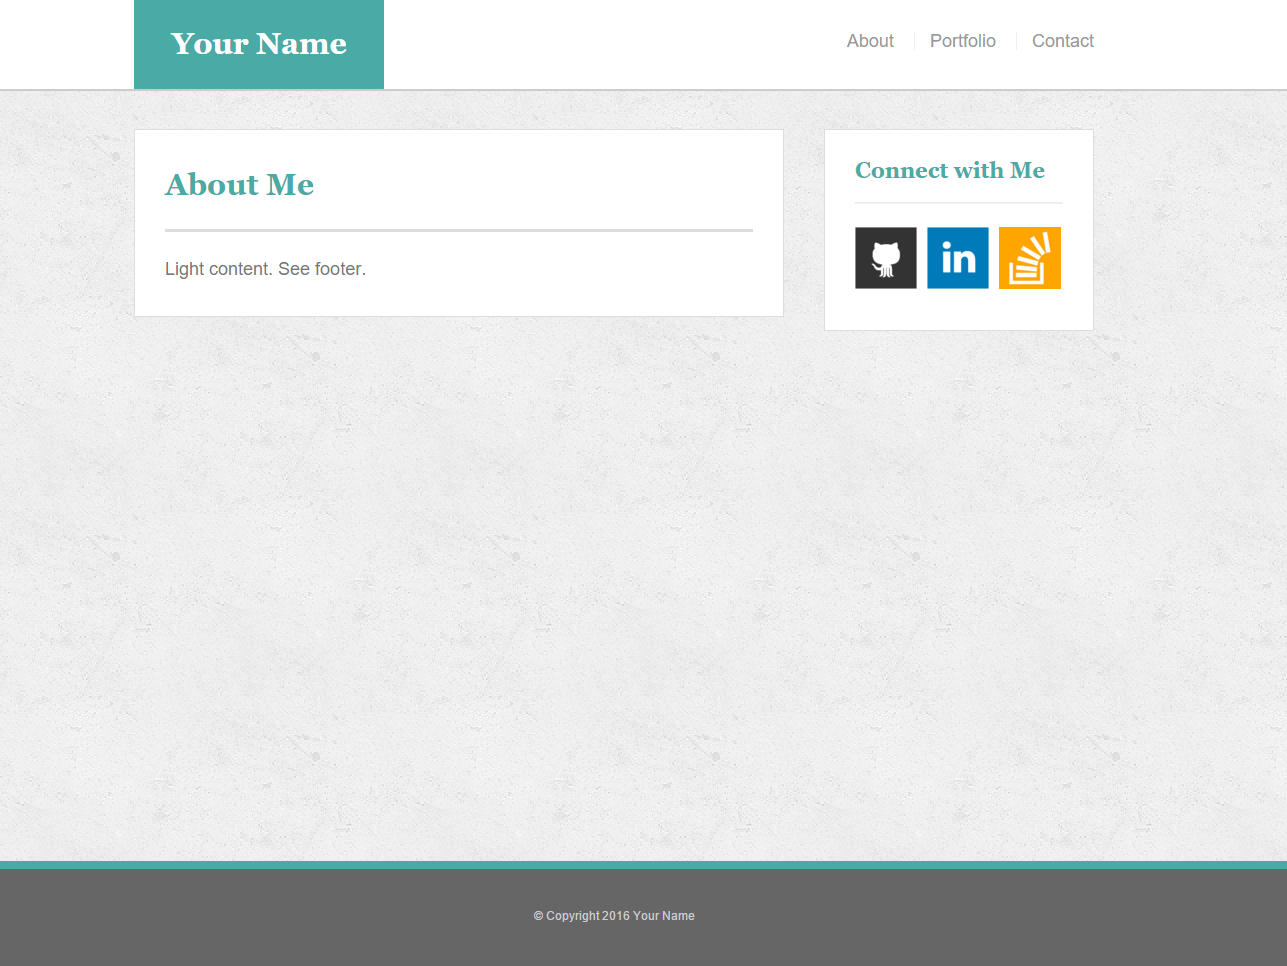 Your Name
About
Portfolio
Contact
About Me
Light content. See footer.
Connect with Me
in
© Copyright 2016 Your Name